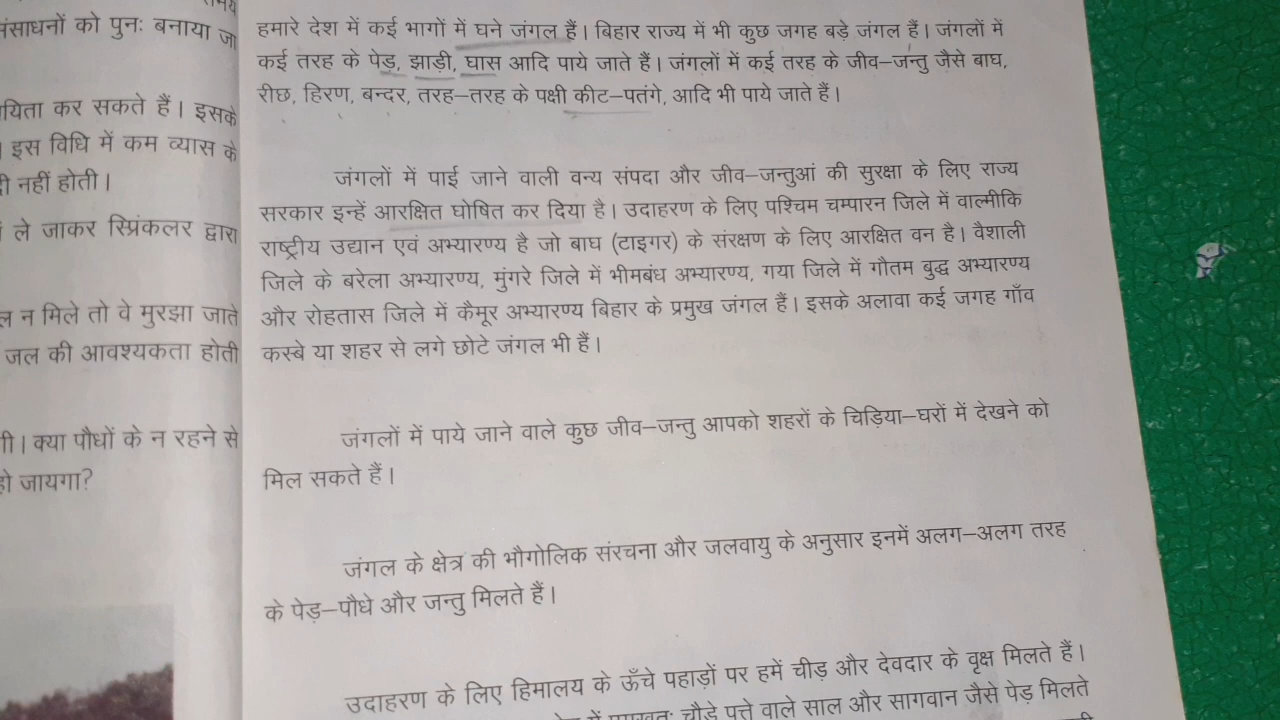 संसाधनों को पुनः बनाया जा
कर सकते हैं। इसके
इस विधि में कम व्यास के
नहीं होती।
ले जाकर स्प्रिंकलर द्वारा
न मिले तो वे मुरझा जाते
जल की आवश्यकता होती
क्या पौधों के न रहने से
हो जायगा?
हमारे देश में कई भागों में घने जंगल हैं। बिहार राज्य में भी कुछ जगह बड़े जंगल हैं। जंगलों में
कई तरह के पेड़, झाड़ी, घास आदि पाये जाते हैं। जंगलों में कई तरह के जीव–जन्तु जैसे बाघ,
रीछ, हिरण, बन्दर, तरह–तरह के पक्षी कीट–पतंगे, आदि भी पाये जाते हैं।
जंगलों में पाई जाने वाली वन्य संपदा और जीव–जन्तुआं की सुरक्षा के लिए राज्य
सरकार इन्हें आरक्षित घोषित कर दिया है। उदाहरण के लिए पश्चिम चम्पारन जिले में वाल्मीकि
राष्ट्रीय उद्यान एवं अभ्यारण्य है जो बाघ (टाइगर) के संरक्षण के लिए आरक्षित वन है। वैशाली
जिले के बरेला अभ्यारण्य, मुंगरे जिले में भीमबंध अभ्यारण्य, गया जिले में गौतम बुद्ध अभ्यारण्य
और रोहतास जिले में कैमूर अभ्यारण्य बिहार के प्रमुख जंगल हैं। इसके अलावा कई जगह गाँव
कस्बे या शहर से लगे छोटे जंगल भी हैं।
जंगलों में पाये जाने वाले कुछ जीव–जन्तु आपको शहरों के चिड़िया–घरों में देखने को
मिल सकते हैं।
जंगल के क्षेत्र की भौगोलिक संरचना और जलवायु के अनुसार इनमें अलग–अलग तरह
के पेड़–पौधे और जन्तु मिलते हैं।
उदाहरण के लिए हिमालय के ऊँचे पहाड़ों पर हमें चीड़ और देवदार के वृक्ष मिलते हैं।
चौड़े पत्ते वाले साल और सागवान जैसे पेड़ मिलते